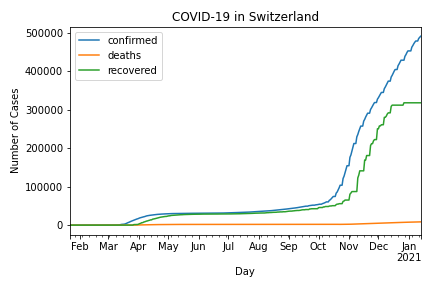 COVID-19 in Switzerland
confirmed
deaths
recovered
Number of Cases
500000
400000
300000
200000
100000
0
Feb Mar Apr May Jun Jul Aug Sep Oct Nov Dec Jan
2021
Day